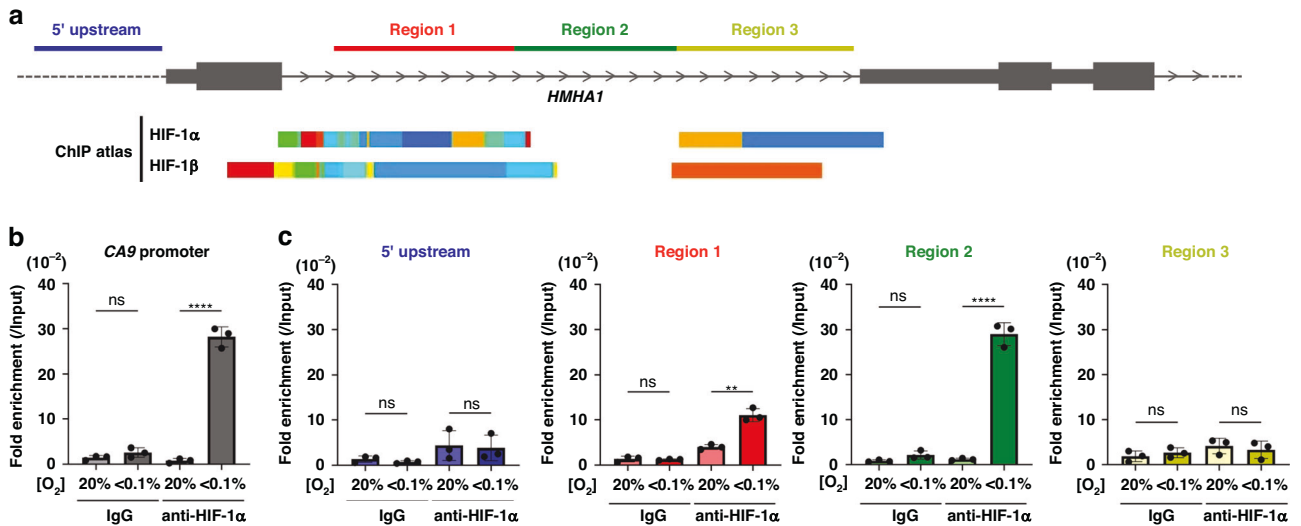 a
5' upstream Region 1 Region 2 Region 3
HMHA1
ChIP atlas
HIF-1α
HIF-1β
b
CA9 promoter
(10⁻²)
Fold enrichment (/Input)
40
30
20
10
0
ns
****
[O₂] 20% <0.1% 20% <0.1%
IgG anti-HIF-1α
c
5' upstream
(10⁻²)
Fold enrichment (/Input)
40
30
20
10
0
ns
ns
[O₂] 20% <0.1% 20% <0.1%
IgG anti-HIF-1α
Region 1
(10⁻²)
Fold enrichment (/Input)
40
30
20
10
0
ns
**
20% <0.1% 20% <0.1%
IgG anti-HIF-1α
Region 2
(10⁻²)
Fold enrichment (/Input)
40
30
20
10
0
ns
****
[O₂] 20% <0.1% 20% <0.1%
IgG anti-HIF-1α
Region 3
(10⁻²)
Fold enrichment (/Input)
40
30
20
10
0
ns
ns
[O₂] 20% <0.1% 20% <0.1%
IgG anti-HIF-1α